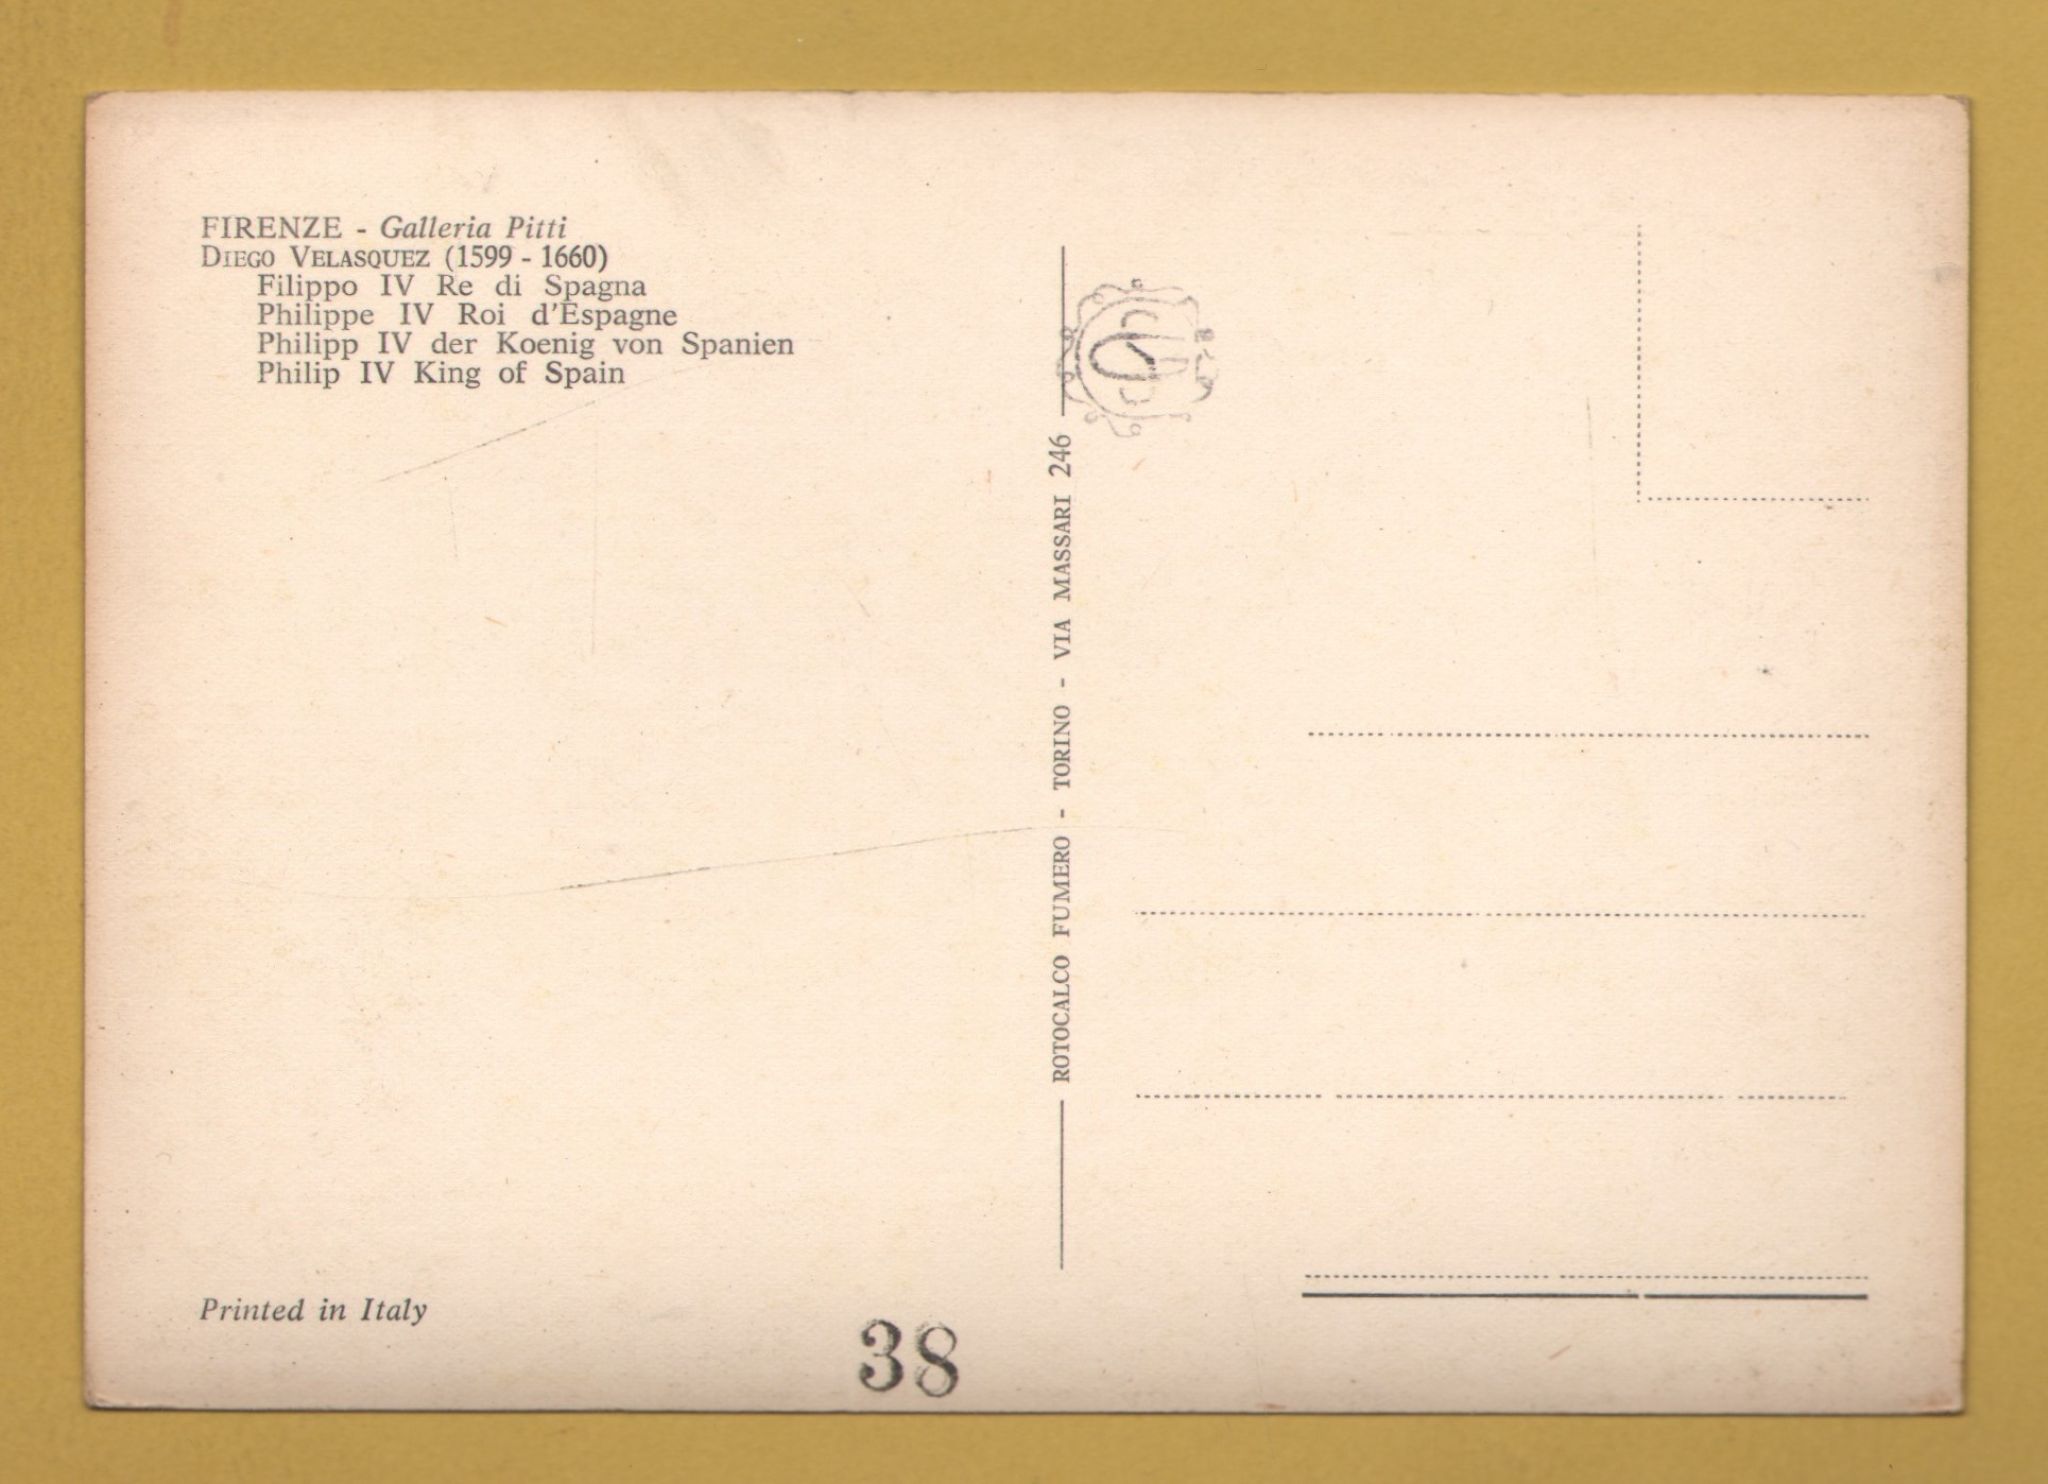 FIRENZE - Galleria Pitti
DIEGO VELASQUEZ (1599 - 1660)
Filippo IV Re di Spagna
Philippe IV Roi d'Espagne
Philipp IV der Koenig von Spanien
Philip IV King of Spain
ROTOCALCO FUMERO - TORINO - VIA MASSARI 246
Printed in Italy
38